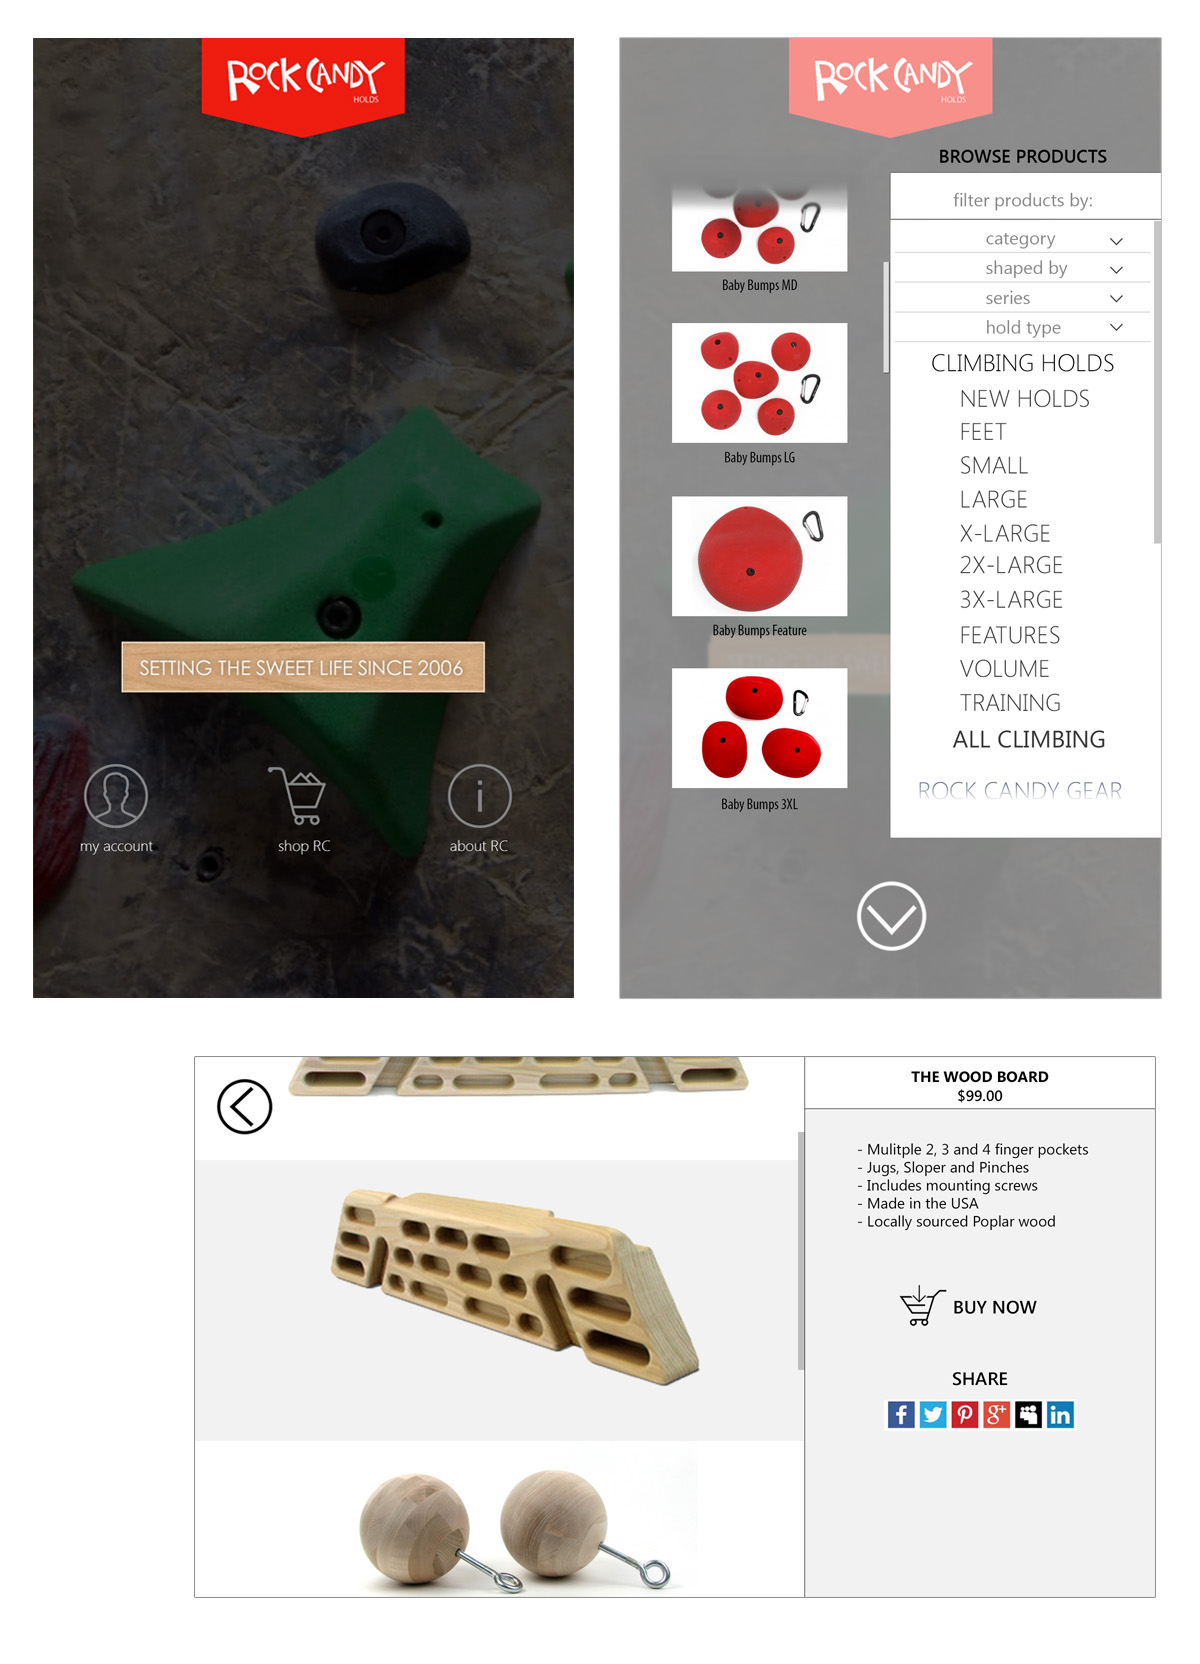 ROCK CANDY
HOLDS
SETTING THE SWEET LIFE SINCE 2006
my account
shop RC
about RC
ROCK CANDY
HOLDS
BROWSE PRODUCTS
filter products by:
category
shaped by
series
hold type
CLIMBING HOLDS
NEW HOLDS
FEET
SMALL
LARGE
X-LARGE
2X-LARGE
3X-LARGE
FEATURES
VOLUME
TRAINING
ALL CLIMBING
ROCK CANDY GEAR
Baby Bumps MD
Baby Bumps LG
Baby Bumps Feature
Baby Bumps 3XL
THE WOOD BOARD
$99.00
- Mulitple 2, 3 and 4 finger pockets
- Jugs, Sloper and Pinches
- Includes mounting screws
- Made in the USA
- Locally sourced Poplar wood
BUY NOW
SHARE
f
g+
in